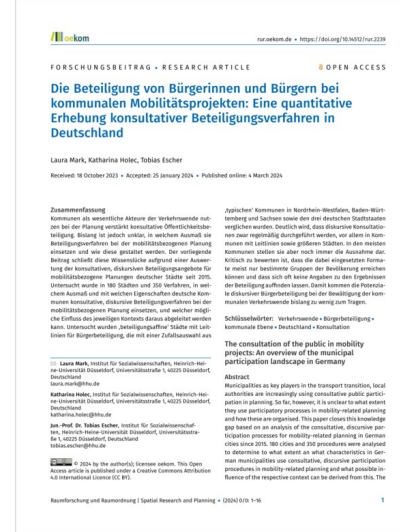 oekom
rur.oekom.de • https://doi.org/10.14512/rur.2239
FORSCHUNGSBEITRAG • RESEARCH ARTICLE
OPEN ACCESS
Die Beteiligung von Bürgerinnen und Bürgern bei
kommunalen Mobilitätsprojekten: Eine quantitative
Erhebung konsultativer Beteiligungsverfahren in
Deutschland
Laura Mark, Katharina Holec, Tobias Escher
Received: 18 October 2023 • Accepted: 25 January 2024 • Published online: 4 March 2024
Zusammenfassung
Kommunen als wesentliche Akteure der Verkehrswende nut-
zen bei der Planung verstärkt konsultative Öffentlichkeitsbe-
teiligung. Bislang ist jedoch unklar, in welchem Ausmaß sie
Beteiligungsverfahren bei der mobilitätsbezogenen Planung
einsetzen und wie diese gestaltet werden. Der vorliegende
Beitrag schließt diese Wissenslücke aufgrund einer Auswer-
tung der konsultativen, diskursiven Beteiligungsangebote für
mobilitätsbezogene Planungen deutscher Städte seit 2015.
Untersucht wurde in 180 Städten und 350 Verfahren, in wel-
chem Ausmaß und mit welchen Eigenschaften deutsche Kom-
munen konsultative, diskursive Beteiligungsverfahren bei der
mobilitätsbezogenen Planung einsetzen, und welcher mögli-
che Einfluss des jeweiligen Kontexts daraus abgeleitet werden
kann. Untersucht wurden ‚beteiligungsaffine‘ Städte mit Leit-
linien für Bürgerbeteiligung, die mit einer Zufallsauswahl aus
Laura Mark, Institut für Sozialwissenschaften, Heinrich-Hei-
ne-Universität Düsseldorf, Universitätsstraße 1, 40225 Düsseldorf,
Deutschland
laura.mark@hhu.de
Katharina Holec, Institut für Sozialwissenschaften, Heinrich-Heine-
Universität Düsseldorf, Universitätsstraße 1, 40225 Düsseldorf,
Deutschland
katharina.holec@hhu.de
Jun.-Prof. Dr. Tobias Escher, Institut für Sozialwissenschaf-
ten, Heinrich-Heine-Universität Düsseldorf, Universitätsstra-
ße 1, 40225 Düsseldorf, Deutschland
tobias.escher@hhu.de
© 2024 by the author(s); licensee oekom. This Open
Access article is published under a Creative Commons Attribution
4.0 International Licence (CC BY).
‚typischen‘ Kommunen in Nordrhein-Westfalen, Baden-Würt-
temberg und Sachsen sowie den drei deutschen Stadtstaaten
verglichen wurden. Deutlich wird, dass diskursive Konsultatio-
nen zwar regelmäßig durchgeführt werden, vor allem in Kom-
munen mit Leitlinien sowie größeren Städten. In den meisten
Kommunen stellen sie aber noch immer die Ausnahme dar.
Kritisch zu bewerten ist, dass die dabei eingesetzten Forma-
te meist nur bestimmte Gruppen der Bevölkerung erreichen
können und dass sich oft keine Angaben zu den Ergebnissen
der Beteiligung auffinden lassen. Damit kommen die Potenzia-
le diskursiver Bürgerbeteiligung bei der Bewältigung der kom-
munalen Verkehrswende bislang zu wenig zum Tragen.
Schlüsselwörter: Verkehrswende • Bürgerbeteiligung •
kommunale Ebene • Deutschland • Konsultation
The consultation of the public in mobility
projects: An overview of the municipal
participation landscape in Germany
Abstract
Municipalities as key players in the transport transition, local
authorities are increasingly using consultative public partici-
pation in planning. So far, however, it is unclear to what extent
they use participatory processes in mobility-related planning
and how these are organised. This paper closes this knowledge
gap based on an analysis of the consultative, discursive par-
ticipation processes for mobility-related planning in German
cities since 2015. 180 cities and 350 procedures were analysed
to determine to what extent an what characteristics in Ger-
man municipalities use consultative, discursive participation
procedures in mobility-related planning and what possible in-
fluence of the respective context can be derived from this. The
Raumforschung und Raumordnung | Spatial Research and Planning • (2024) 0/0: 1–16
1